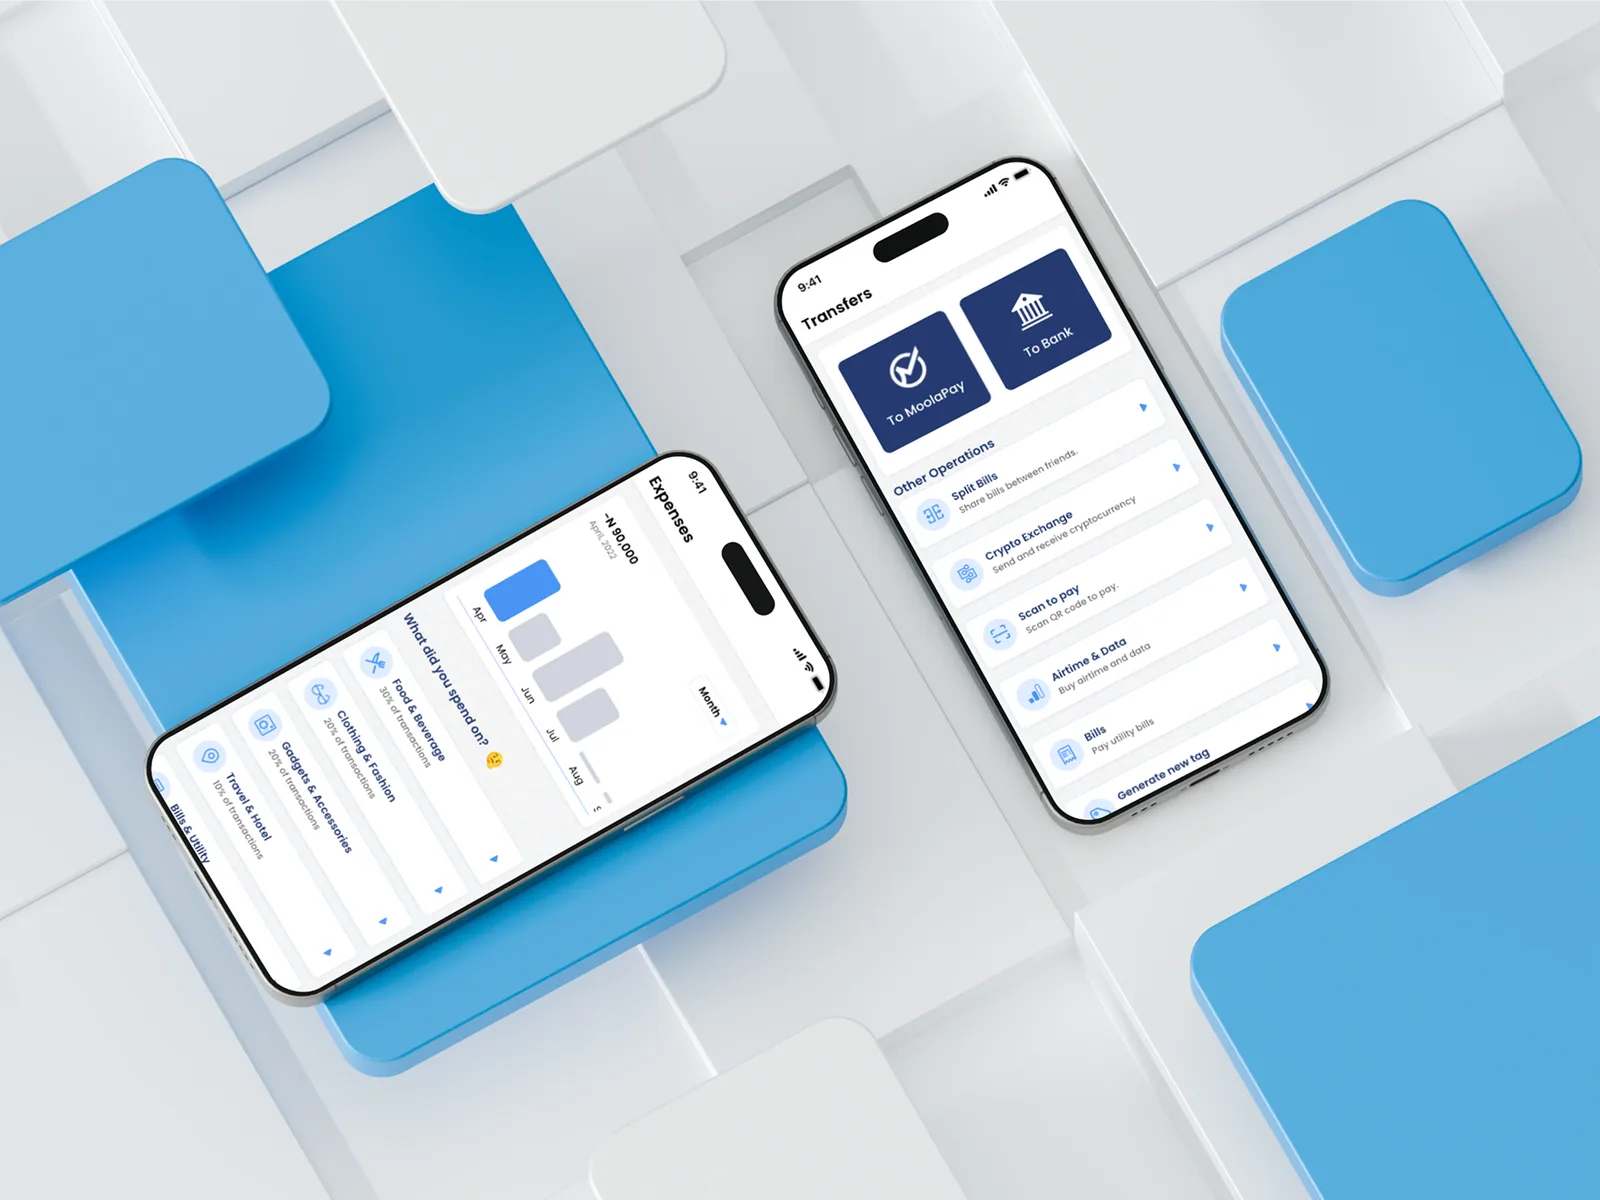 9:41
Expenses
-N 90,000
April, 2022
Month
Apr
May
Jun
Jul
Aug
What did you spend on? 🤔
Food & Beverage
30% of transactions
Clothing & Fashion
20% of transactions
Gadgets & Accessories
20% of transactions
Travel & Hotel
10% of transactions
Bills & Utility
9:41
Transfers
To MoolaPay
To Bank
Other Operations
Split Bills
Share bills between friends.
Crypto Exchange
Send and receive cryptocurrency
Scan to pay
Scan QR code to pay.
Airtime & Data
Buy airtime and data
Bills
Pay utility bills
Generate new tag